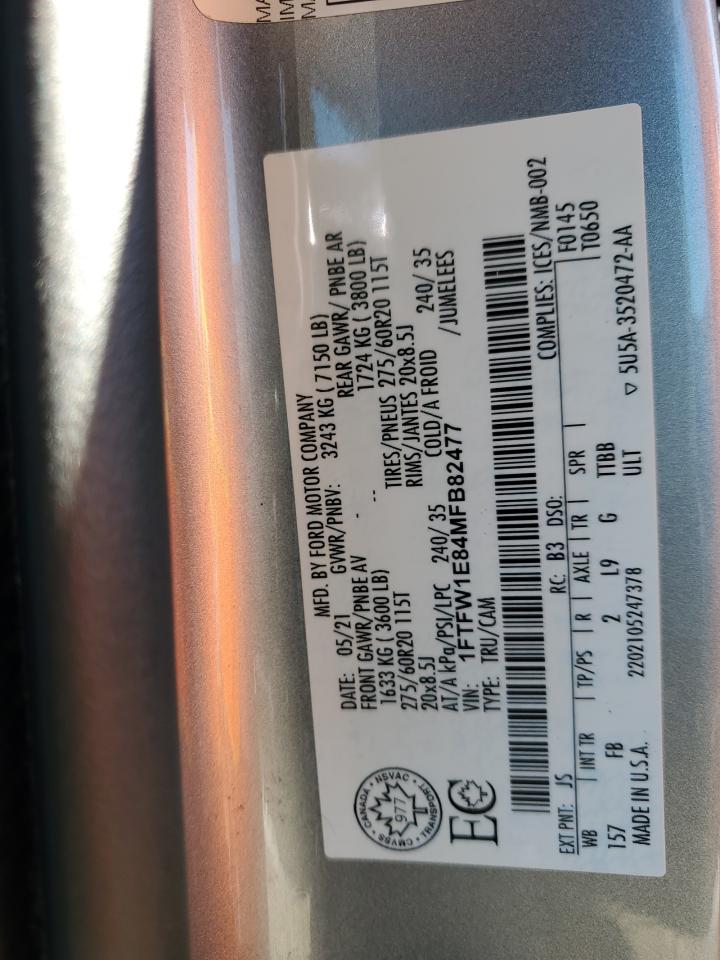 MA
IM
MA
MFD. BY FORD MOTOR COMPANY
DATE: 05/21 GVWR/PNBV: 3243 KG ( 7150 LB)
FRONT GAWR/PNBE AV REAR GAWR/ PNBE AR
1633 KG ( 3600 LB) - 1724 KG ( 3800 LB)
275/60R20 115T -- TIRES/PNEUS 275/60R20 115T
20x8.5J RIMS/JANTES 20x8.5J
AT/A kPa/PSI/LPC 240/ 35 COLD/A FROID 240/ 35
VIN: 1FTFW1E84MFB82477 /JUMELEES
TYPE: TRU/CAM
CANADA • NSVAC • TRANSPORT • CMVSS
977
EC
COMPLIES: ICES/NMB-002
EXT PNT: JS RC: B3 DSO: F0145
WB INT TR TP/PS R AXLE TR SPR T0650
157 FB 2 L9 G TTBB
ULT
MADE IN U.S.A. 2202105247378 ▽ 5U5A-3520472-AA